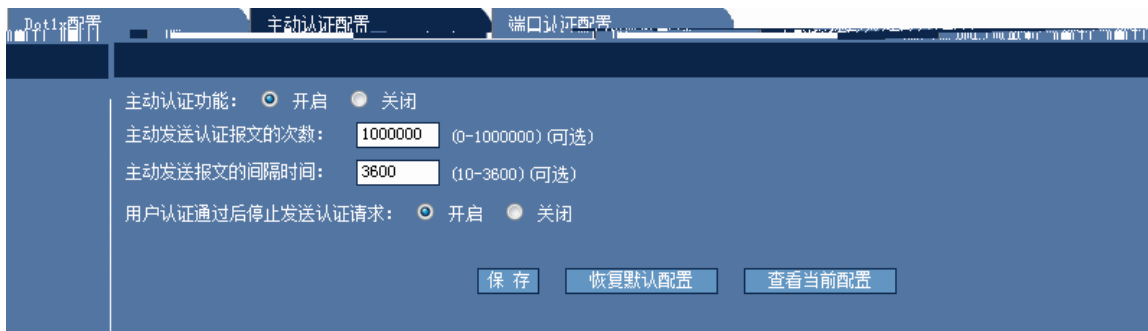 Dot1x配置
主动认证配置
端口认证配置
主动认证功能: 开启 关闭
主动发送认证报文的次数: 1000000 (0-1000000)(可选)
主动发送报文的间隔时间: 3600 (10-3600)(可选)
用户认证通过后停止发送认证请求: 开启 关闭
保 存 恢复默认配置 查看当前配置